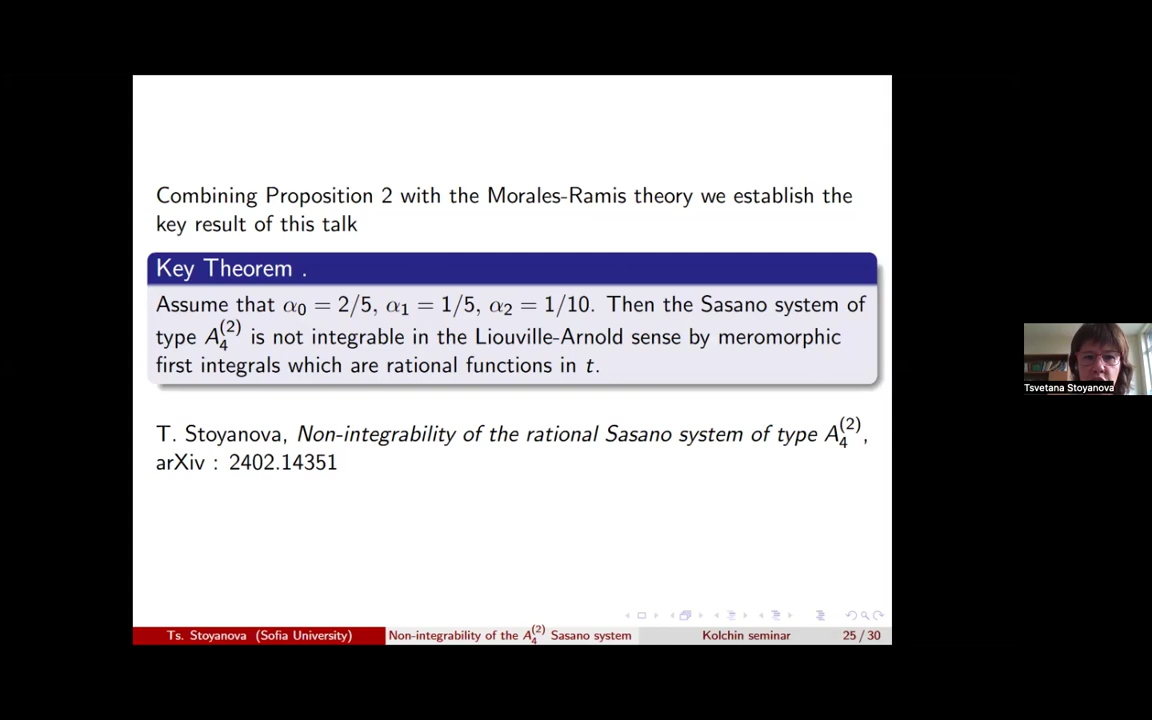 Combining Proposition 2 with the Morales-Ramis theory we establish the
key result of this talk
Key Theorem .
Assume that α₀ = 2/5, α₁ = 1/5, α₂ = 1/10. Then the Sasano system of
type A₄⁽²⁾ is not integrable in the Liouville-Arnold sense by meromorphic
first integrals which are rational functions in t.
T. Stoyanova, Non-integrability of the rational Sasano system of type A₄⁽²⁾,
arXiv : 2402.14351
Tsvetana Stoyanova
Ts. Stoyanova (Sofia University) Non-integrability of the A₄⁽²⁾ Sasano system Kolchin seminar 25 / 30